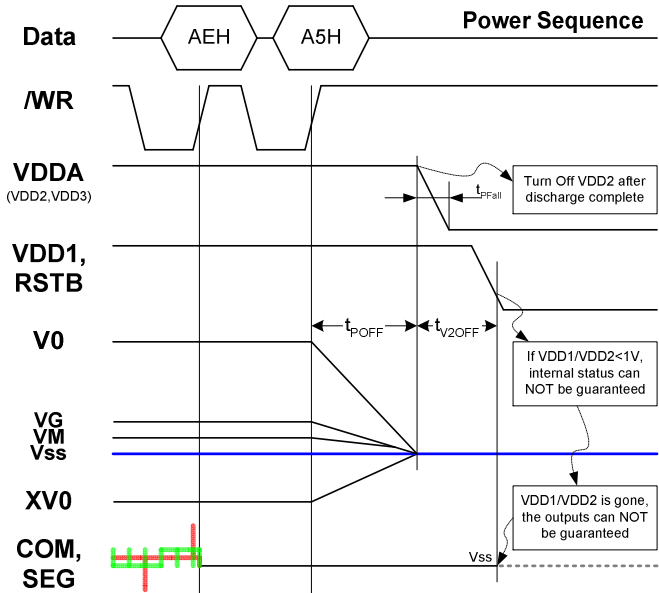 Power Sequence
Data
AEH
A5H
/WR
VDDA
(VDD2,VDD3)
tPFall
Turn Off VDD2 after
discharge complete
VDD1,
RSTB
tPOFF
tV2OFF
V0
If VDD1/VDD2<1V,
internal status can
NOT be guaranteed
VG
VM
Vss
XV0
VDD1/VDD2 is gone,
the outputs can NOT
be guaranteed
COM,
SEG
Vss